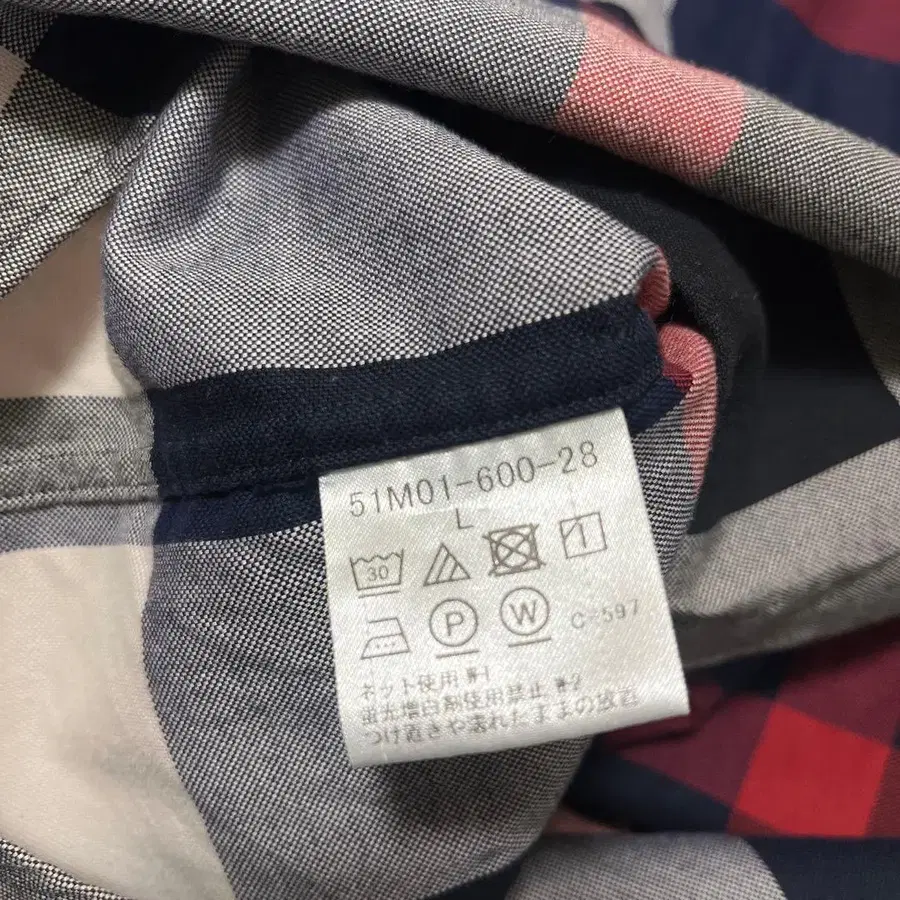 51M01-600-28
L
30
P W C-597
ネット使用 #1
蛍光増白剤使用禁止 #2
つけ置きや濡れたままの放置